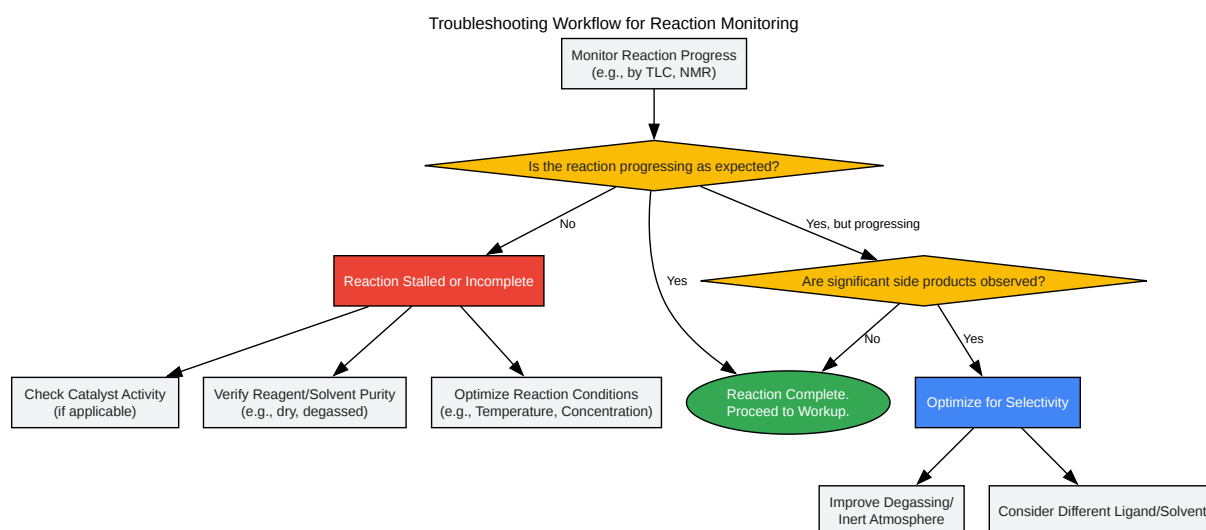 Troubleshooting Workflow for Reaction Monitoring
Monitor Reaction Progress
(e.g., by TLC, NMR)
Is the reaction progressing as expected?
No
Yes, but progressing
Reaction Stalled or Incomplete
Yes
Are significant side products observed?
No
Yes
Check Catalyst Activity
(if applicable)
Verify Reagent/Solvent Purity
(e.g., dry, degassed)
Optimize Reaction Conditions
(e.g., Temperature, Concentration)
Reaction Complete.
Proceed to Workup.
Optimize for Selectivity
Improve Degassing/
Inert Atmosphere
Consider Different Ligand/Solvent